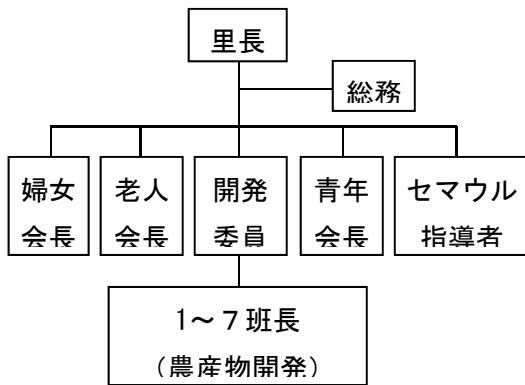 里長
総務
婦女
会長
老人
会長
開発
委員
青年
会長
セマウル
指導者
1～７班長
（農産物開発）